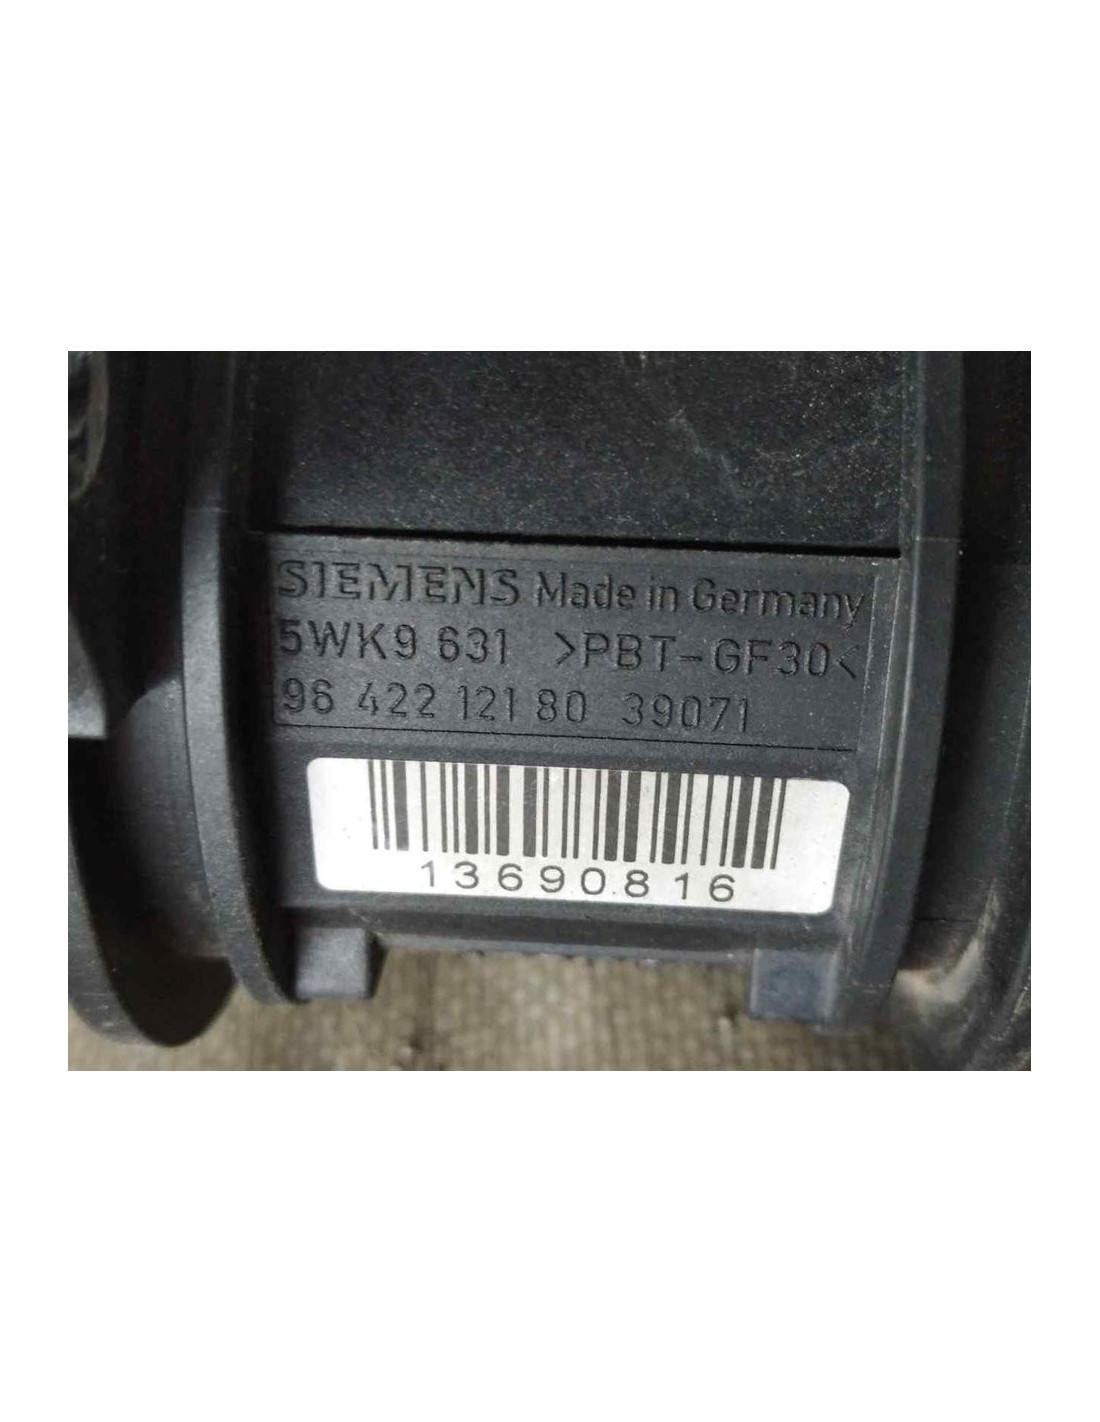 SIEMENS Made in Germany
5WK9 631 >PBT-GF30<
96 422 121 80 39071
13690816